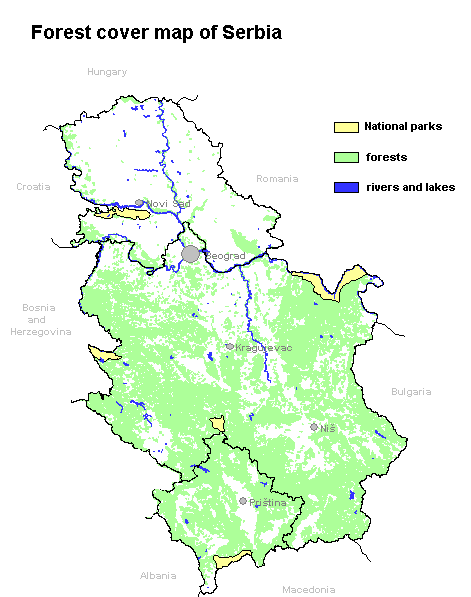 Forest cover map of Serbia
Hungary
National parks
forests
Romania
Croatia
rivers and lakes
Novi Sad
Beograd
Bosnia
and
Herzegovina
Kragujevac
Bulgaria
Niš
Priština
Albania
Macedonia